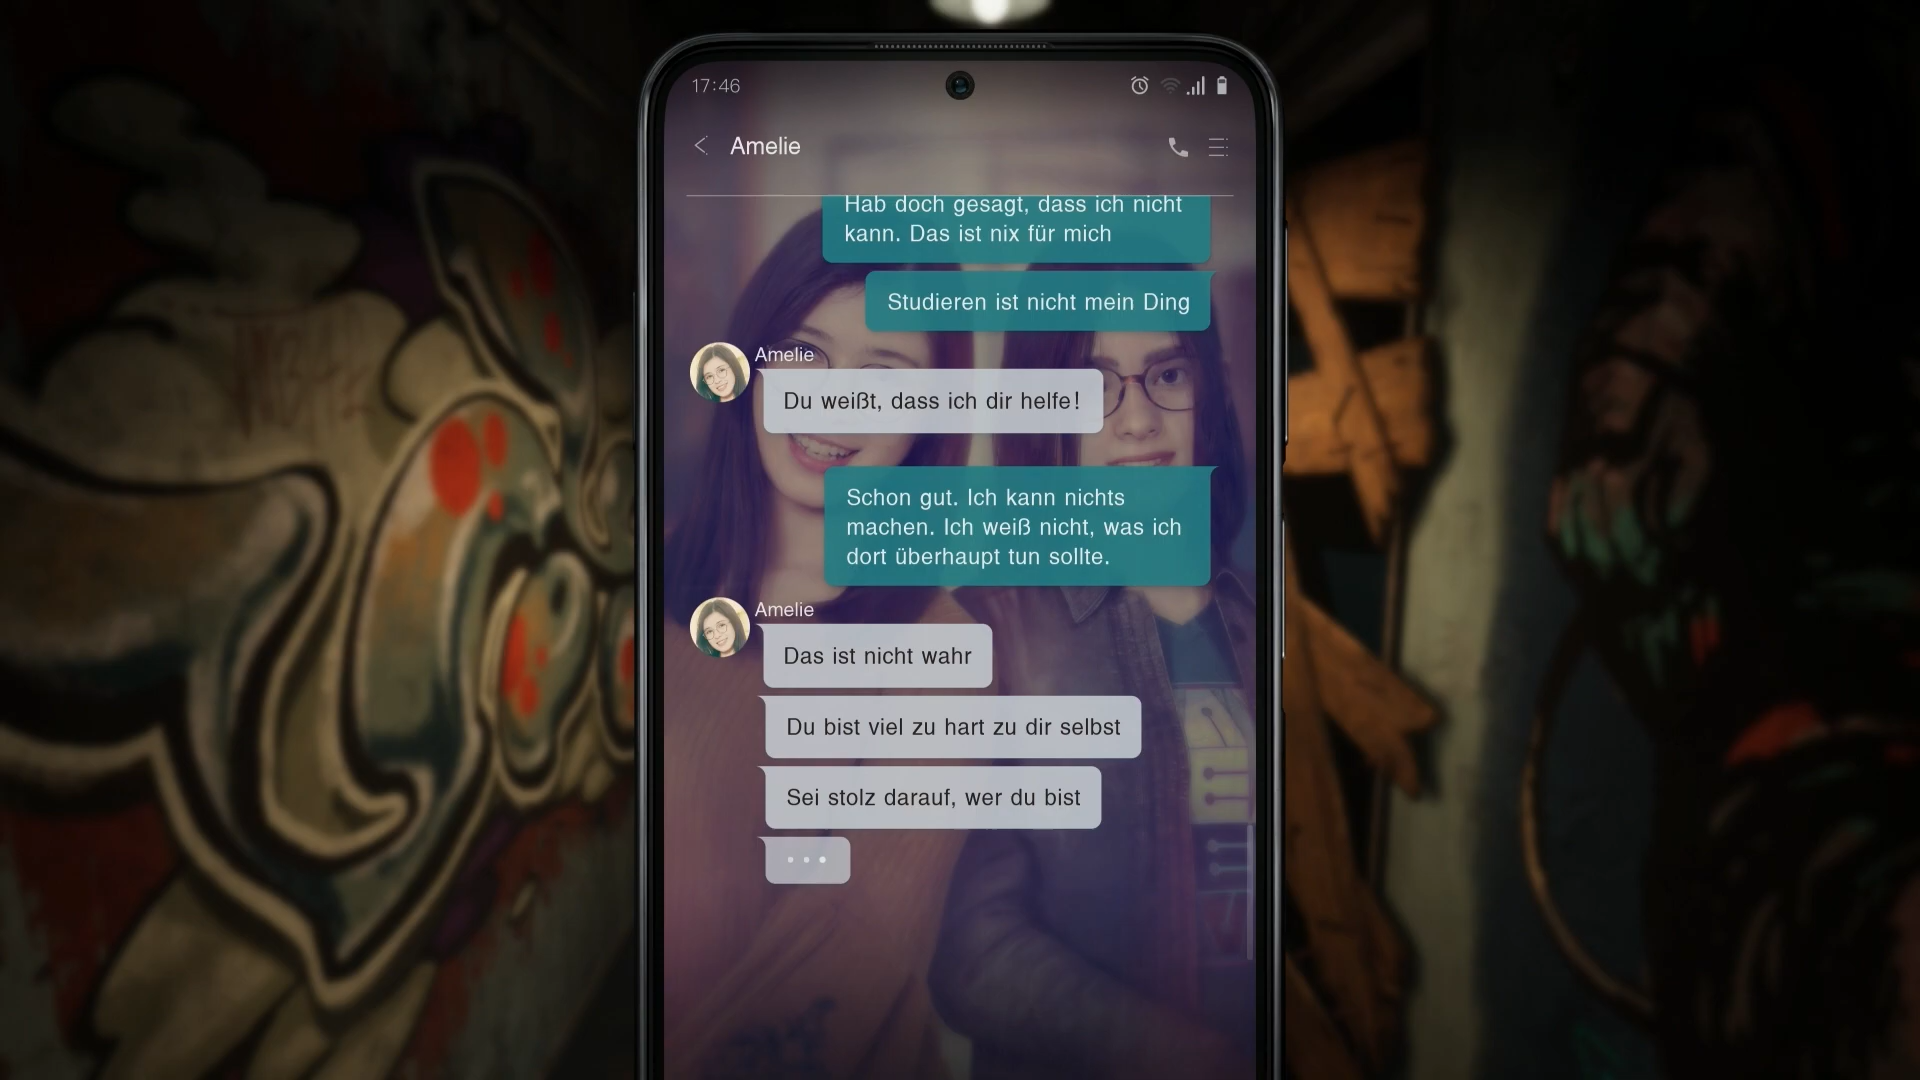 17:46
Amelie
Hab doch gesagt, dass ich nicht
kann. Das ist nix für mich
Studieren ist nicht mein Ding
Amelie
Du weißt, dass ich dir helfe!
Schon gut. Ich kann nichts
machen. Ich weiß nicht, was ich
dort überhaupt tun sollte.
Amelie
Das ist nicht wahr
Du bist viel zu hart zu dir selbst
Sei stolz darauf, wer du bist